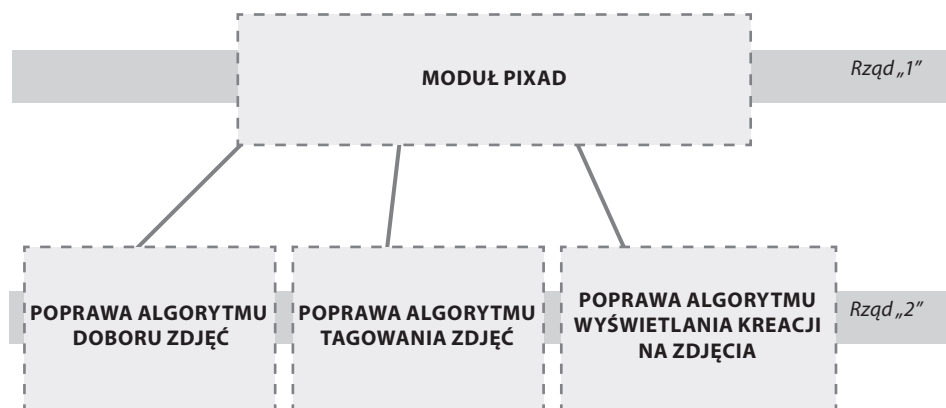 MODUŁ PIXAD
Rząd „1”
POPRAWA ALGORYTMU
DOBORU ZDJĘĆ
POPRAWA ALGORYTMU
TAGOWANIA ZDJĘĆ
POPRAWA ALGORYTMU
WYŚWIETLANIA KREACJI
NA ZDJĘCIA
Rząd „2”